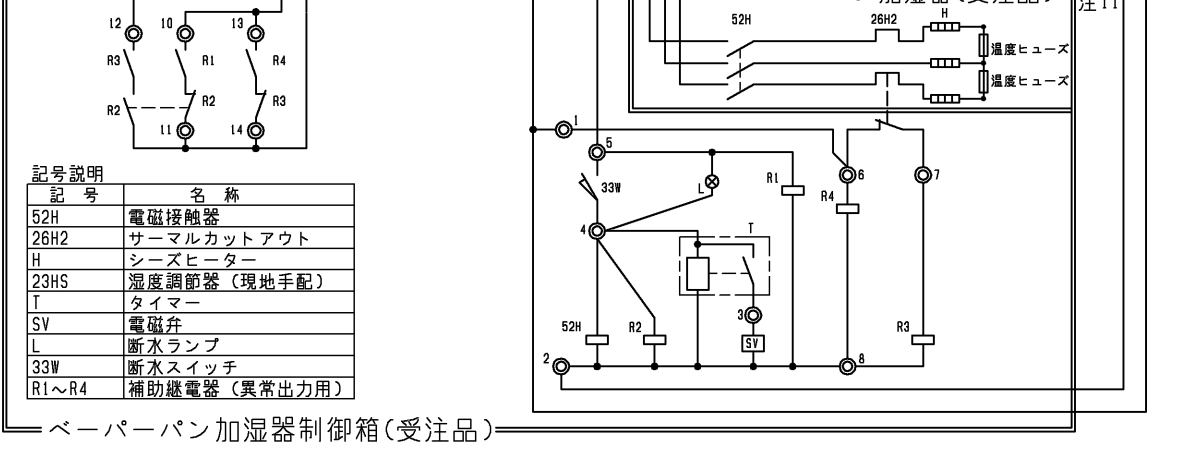 加湿器(受注品)
注11
12 10 13
52H 26H2 H
R3 R1 R4
温度ヒューズ
温度ヒューズ
R2 R2 R3
11 14
1
5
33W L R1 6 7
R4
4
T
3
52H R2 SV R3
2 8
記号説明
記 号 名 称
52H 電磁接触器
26H2 サーマルカットアウト
H シーズヒーター
23HS 湿度調節器 (現地手配)
T タイマー
SV 電磁弁
L 断水ランプ
33W 断水スイッチ
R1～R4 補助継電器 (異常出力用)
ベーパーパン加湿器制御箱(受注品)